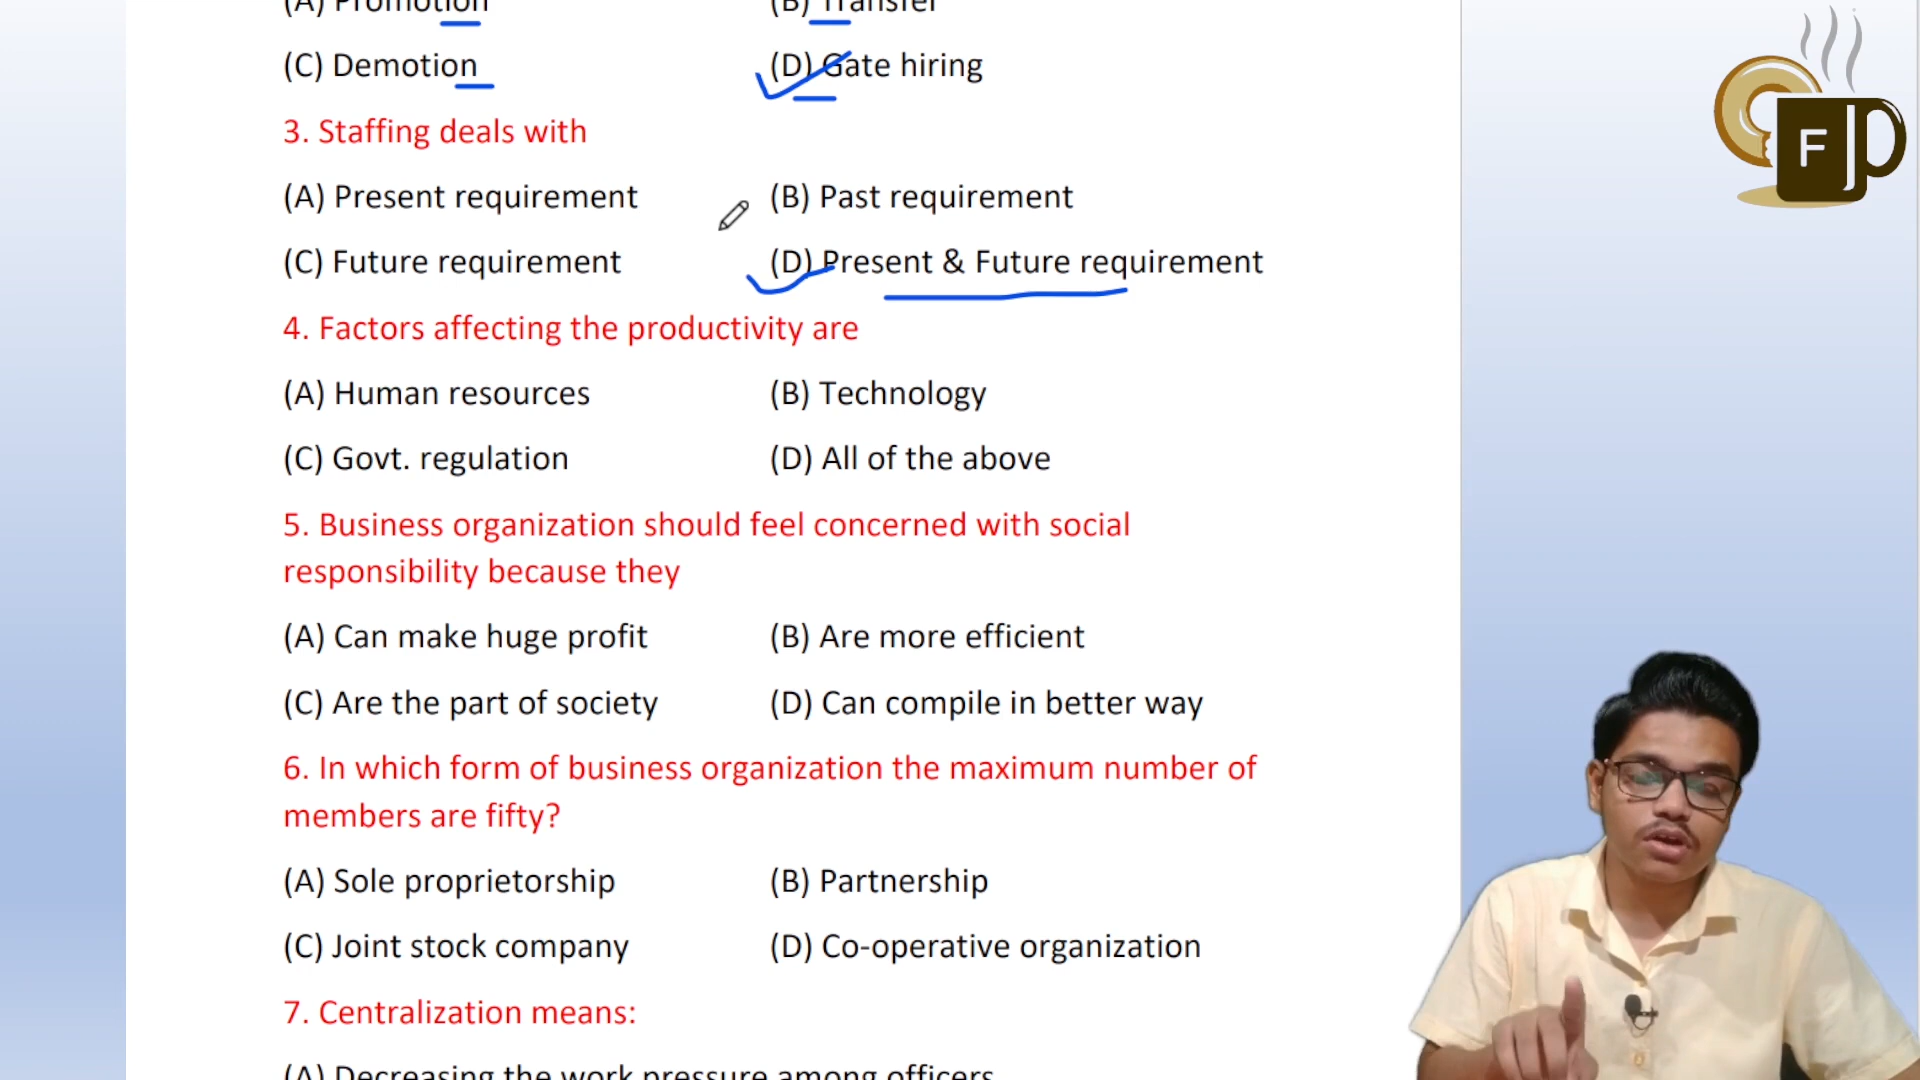 (A) Promotion (B) Transfer
(C) Demotion (D) Gate hiring
3. Staffing deals with
(A) Present requirement (B) Past requirement
(C) Future requirement (D) Present & Future requirement
4. Factors affecting the productivity are
(A) Human resources (B) Technology
(C) Govt. regulation (D) All of the above
5. Business organization should feel concerned with social
responsibility because they
(A) Can make huge profit (B) Are more efficient
(C) Are the part of society (D) Can compile in better way
6. In which form of business organization the maximum number of
members are fifty?
(A) Sole proprietorship (B) Partnership
(C) Joint stock company (D) Co-operative organization
7. Centralization means:
(A) Decreasing the work pressure among officers
F